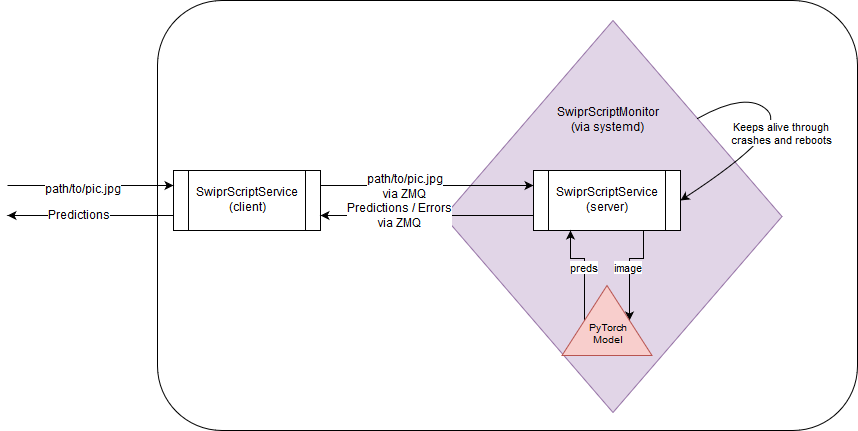 SwiprScriptMonitor
(via systemd)
Keeps alive through
crashes and reboots
path/to/pic.jpg
Predictions
SwiprScriptService
(client)
path/to/pic.jpg
via ZMQ
Predictions / Errors
via ZMQ
SwiprScriptService
(server)
preds
image
PyTorch
Model